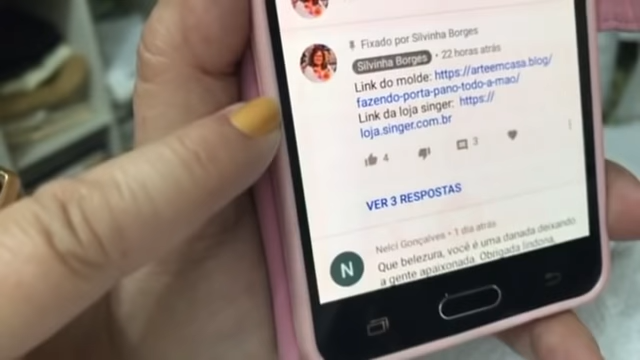 Fixado por Silvinha Borges
Silvinha Borges • 22 horas atrás
Link do molde: https://arteemcasa.blog/
fazendo-porta-pano-todo-a-mao/
Link da loja singer: https://
loja.singer.com.br
4
3
VER 3 RESPOSTAS
Nelci Gonçalves • 1 dia atrás
N
Que belezura, você é uma danada deixando
a gente apaixonada. Obrigada lindona,